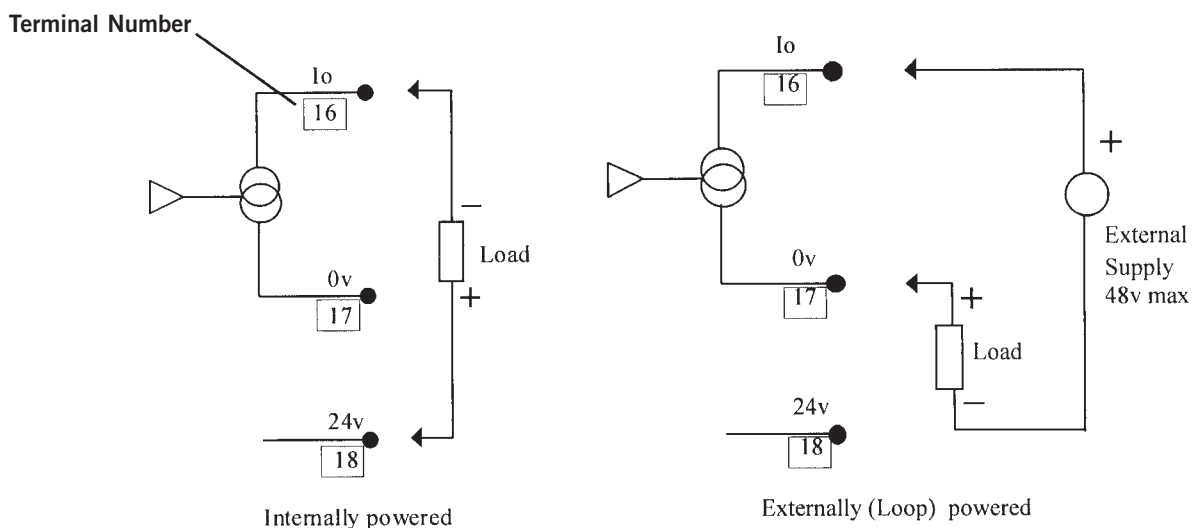 Terminal Number
Io
16
−
Load
+
0v
17
24v
18
Internally powered
Io
16
+
External
Supply
48v max
0v
17
+
Load
−
24v
18
Externally (Loop) powered